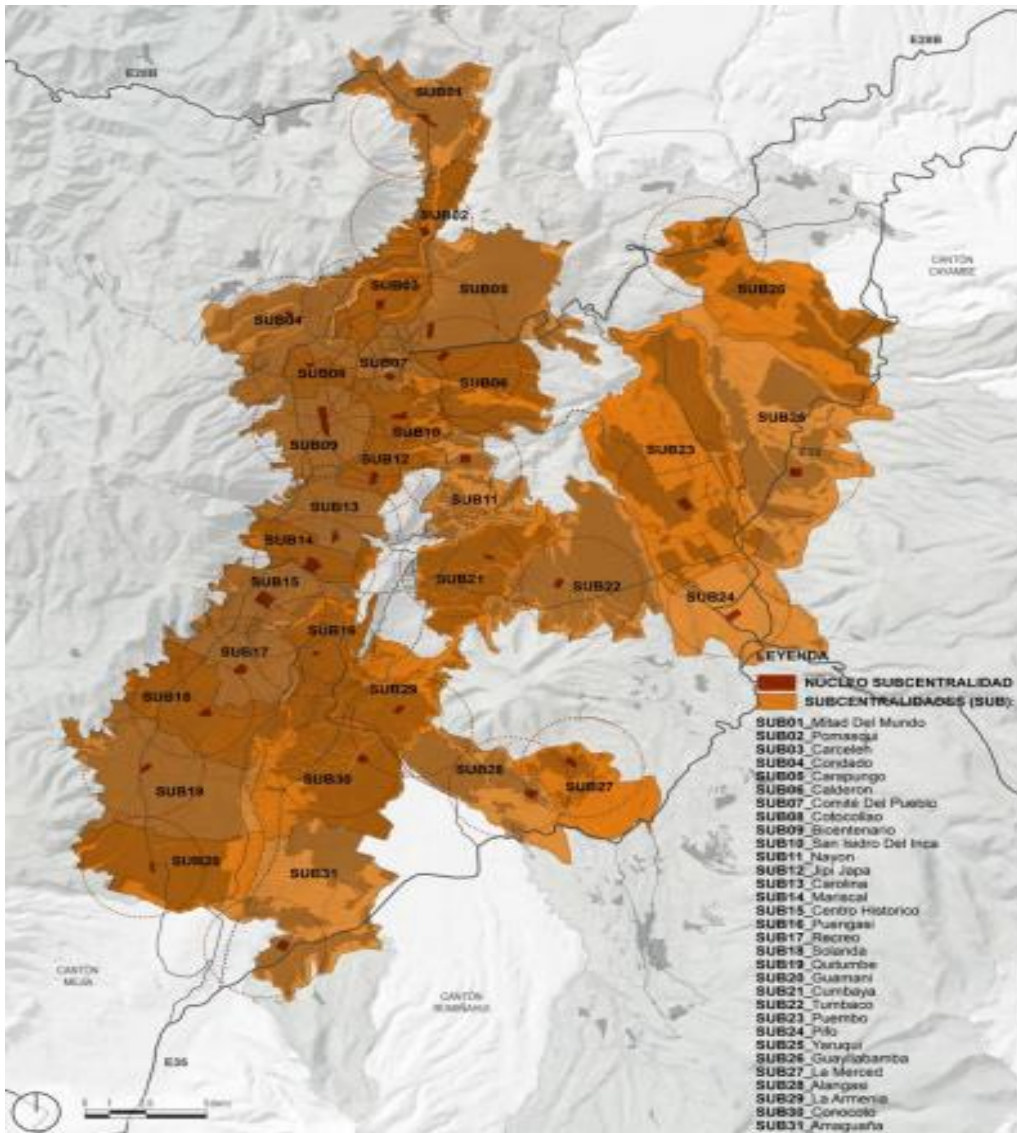 E28B
E28B
SUB01
SUB02
CANTÓN
CAYAMBE
SUB03
SUB05
SUB26
SUB04
SUB07
SUB08
SUB06
SUB25
SUB10
SUB09
SUB23
SUB12
SUB11
SUB13
SUB14
SUB21
SUB22
SUB15
SUB24
SUB16
SUB17
LEYENDA
NÚCLEO SUBCENTRALIDAD
SUBCENTRALIDADES (SUB):
SUB18
SUB29
SUB28
SUB30
SUB27
SUB19
SUB20
SUB31
CANTÓN
MEJÍA
CANTÓN
RUMIÑAHUI
E35
SUB01_Mitad Del Mundo
SUB02_Pomasqui
SUB03_Carceleh
SUB04_Condado
SUB05_Carapungo
SUB06_Calderon
SUB07_Comité Del Pueblo
SUB08_Cotocollao
SUB09_Bicentenario
SUB10_San Isidro Del Inca
SUB11_Nayon
SUB12_Jipi Japa
SUB13_Carolina
SUB14_Mariscal
SUB15_Centro Historico
SUB16_Puengasi
SUB17_Recreo
SUB18_Solanda
SUB19_Quitumbe
SUB20_Guamani
SUB21_Cumbaya
SUB22_Tumbaco
SUB23_Puembo
SUB24_Pifo
SUB25_Yaruqui
SUB26_Guayllabamba
SUB27_La Merced
SUB28_Alangasi
SUB29_La Armenia
SUB30_Conocoto
SUB31_Amaguaña